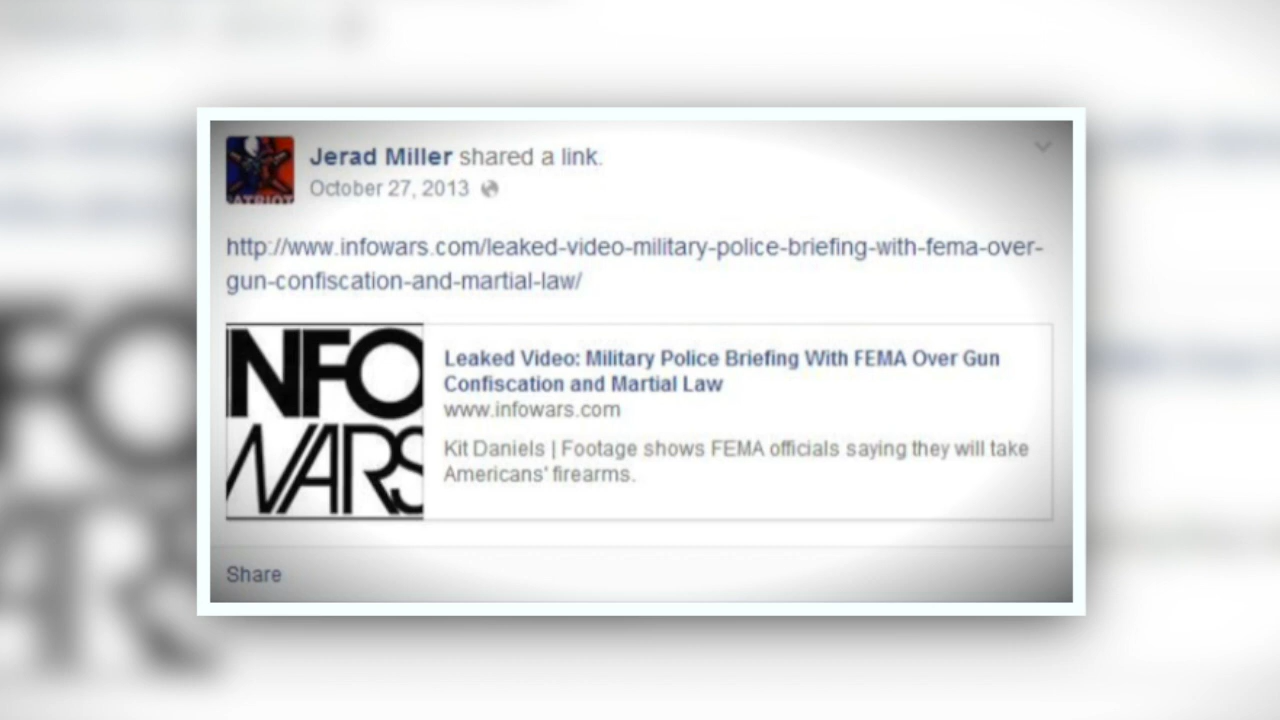 Jerad Miller shared a link.
October 27, 2013
ATRIOT
http://www.infowars.com/leaked-video-military-police-briefing-with-fema-over-
gun-confiscation-and-martial-law/
NFO
WARS
Leaked Video: Military Police Briefing With FEMA Over Gun
Confiscation and Martial Law
www.infowars.com
Kit Daniels | Footage shows FEMA officials saying they will take
Americans' firearms.
Share